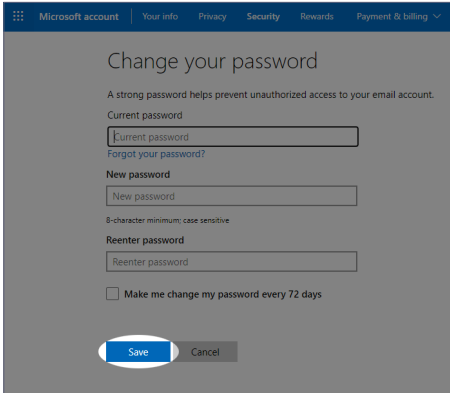 Microsoft account Your info Privacy Security Rewards Payment & billing
Change your password
A strong password helps prevent unauthorized access to your email account.
Current password
Current password
Forgot your password?
New password
New password
8-character minimum; case sensitive
Reenter password
Reenter password
Make me change my password every 72 days
Save Cancel